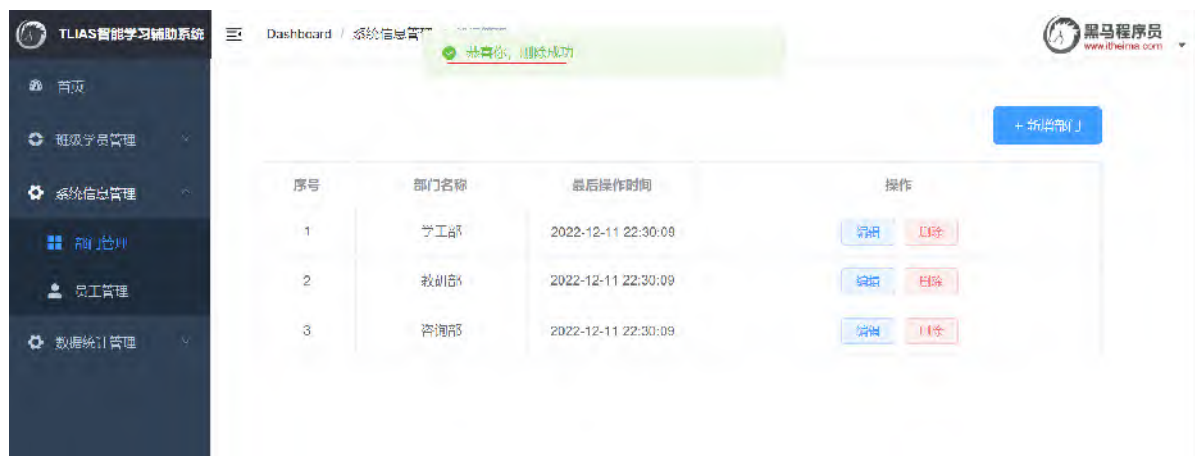 TLIAS智能学习辅助系统
Dashboard / 系统信息管理
恭喜你，删除成功
黑马程序员
www.itheima.com
首页
+ 新增部门
班级学员管理
系统信息管理
部门管理
员工管理
数据统计管理
序号 部门名称 最后操作时间 操作
1 学工部 2022-12-11 22:30:09 编辑 删除
2 教研部 2022-12-11 22:30:09 编辑 删除
3 咨询部 2022-12-11 22:30:09 编辑 删除